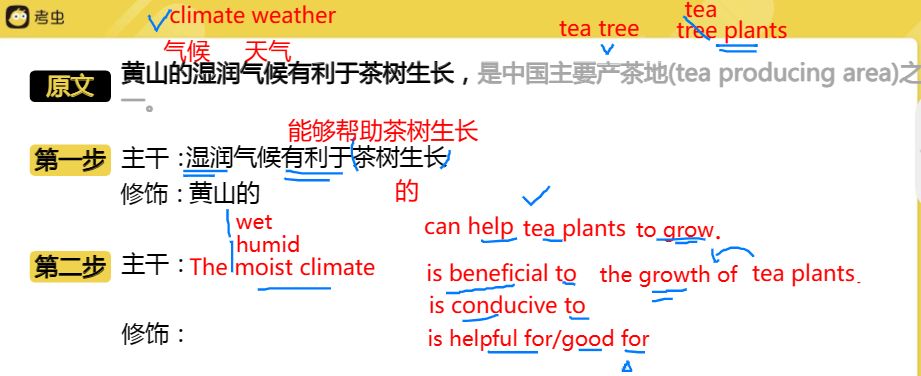 考虫
climate weather
气候 天气
tea tree
tea
tree plants
原文 黄山的湿润气候有利于茶树生长，是中国主要产茶地(tea producing area)之
一。
能够帮助茶树生长
第一步 主干：湿润气候有利于茶树生长
修饰：黄山的
的
wet
humid
can help tea plants to grow.
第二步 主干：The moist climate
is beneficial to the growth of tea plants.
is conducive to
修饰：
is helpful for/good for